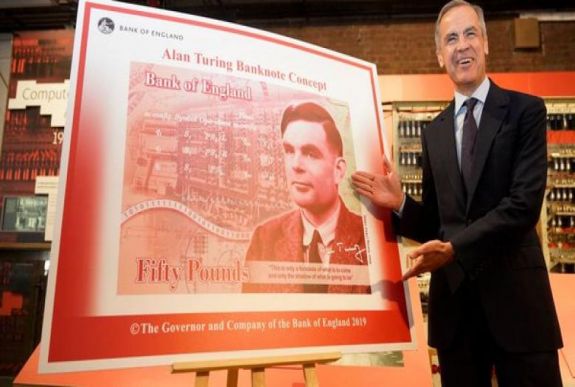 BANK OF ENGLAND
Alan Turing Banknote Concept
Bank of England
Fifty Pounds
"This is only a foretaste of what is to come
and only the shadow of what is going to be"
©The Governor and Company of the Bank of England 2019
Compute
19